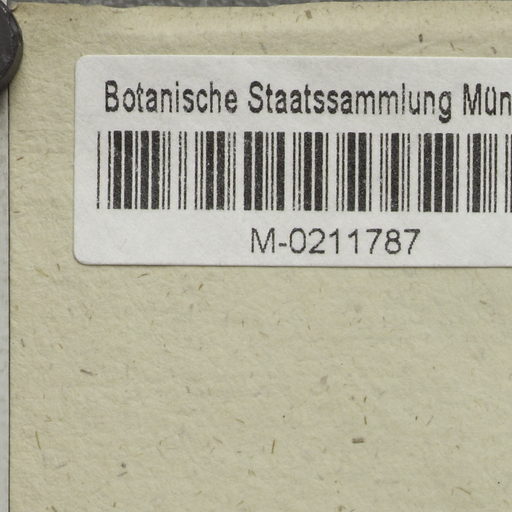 Botanische Staatssammlung Mün
M-0211787